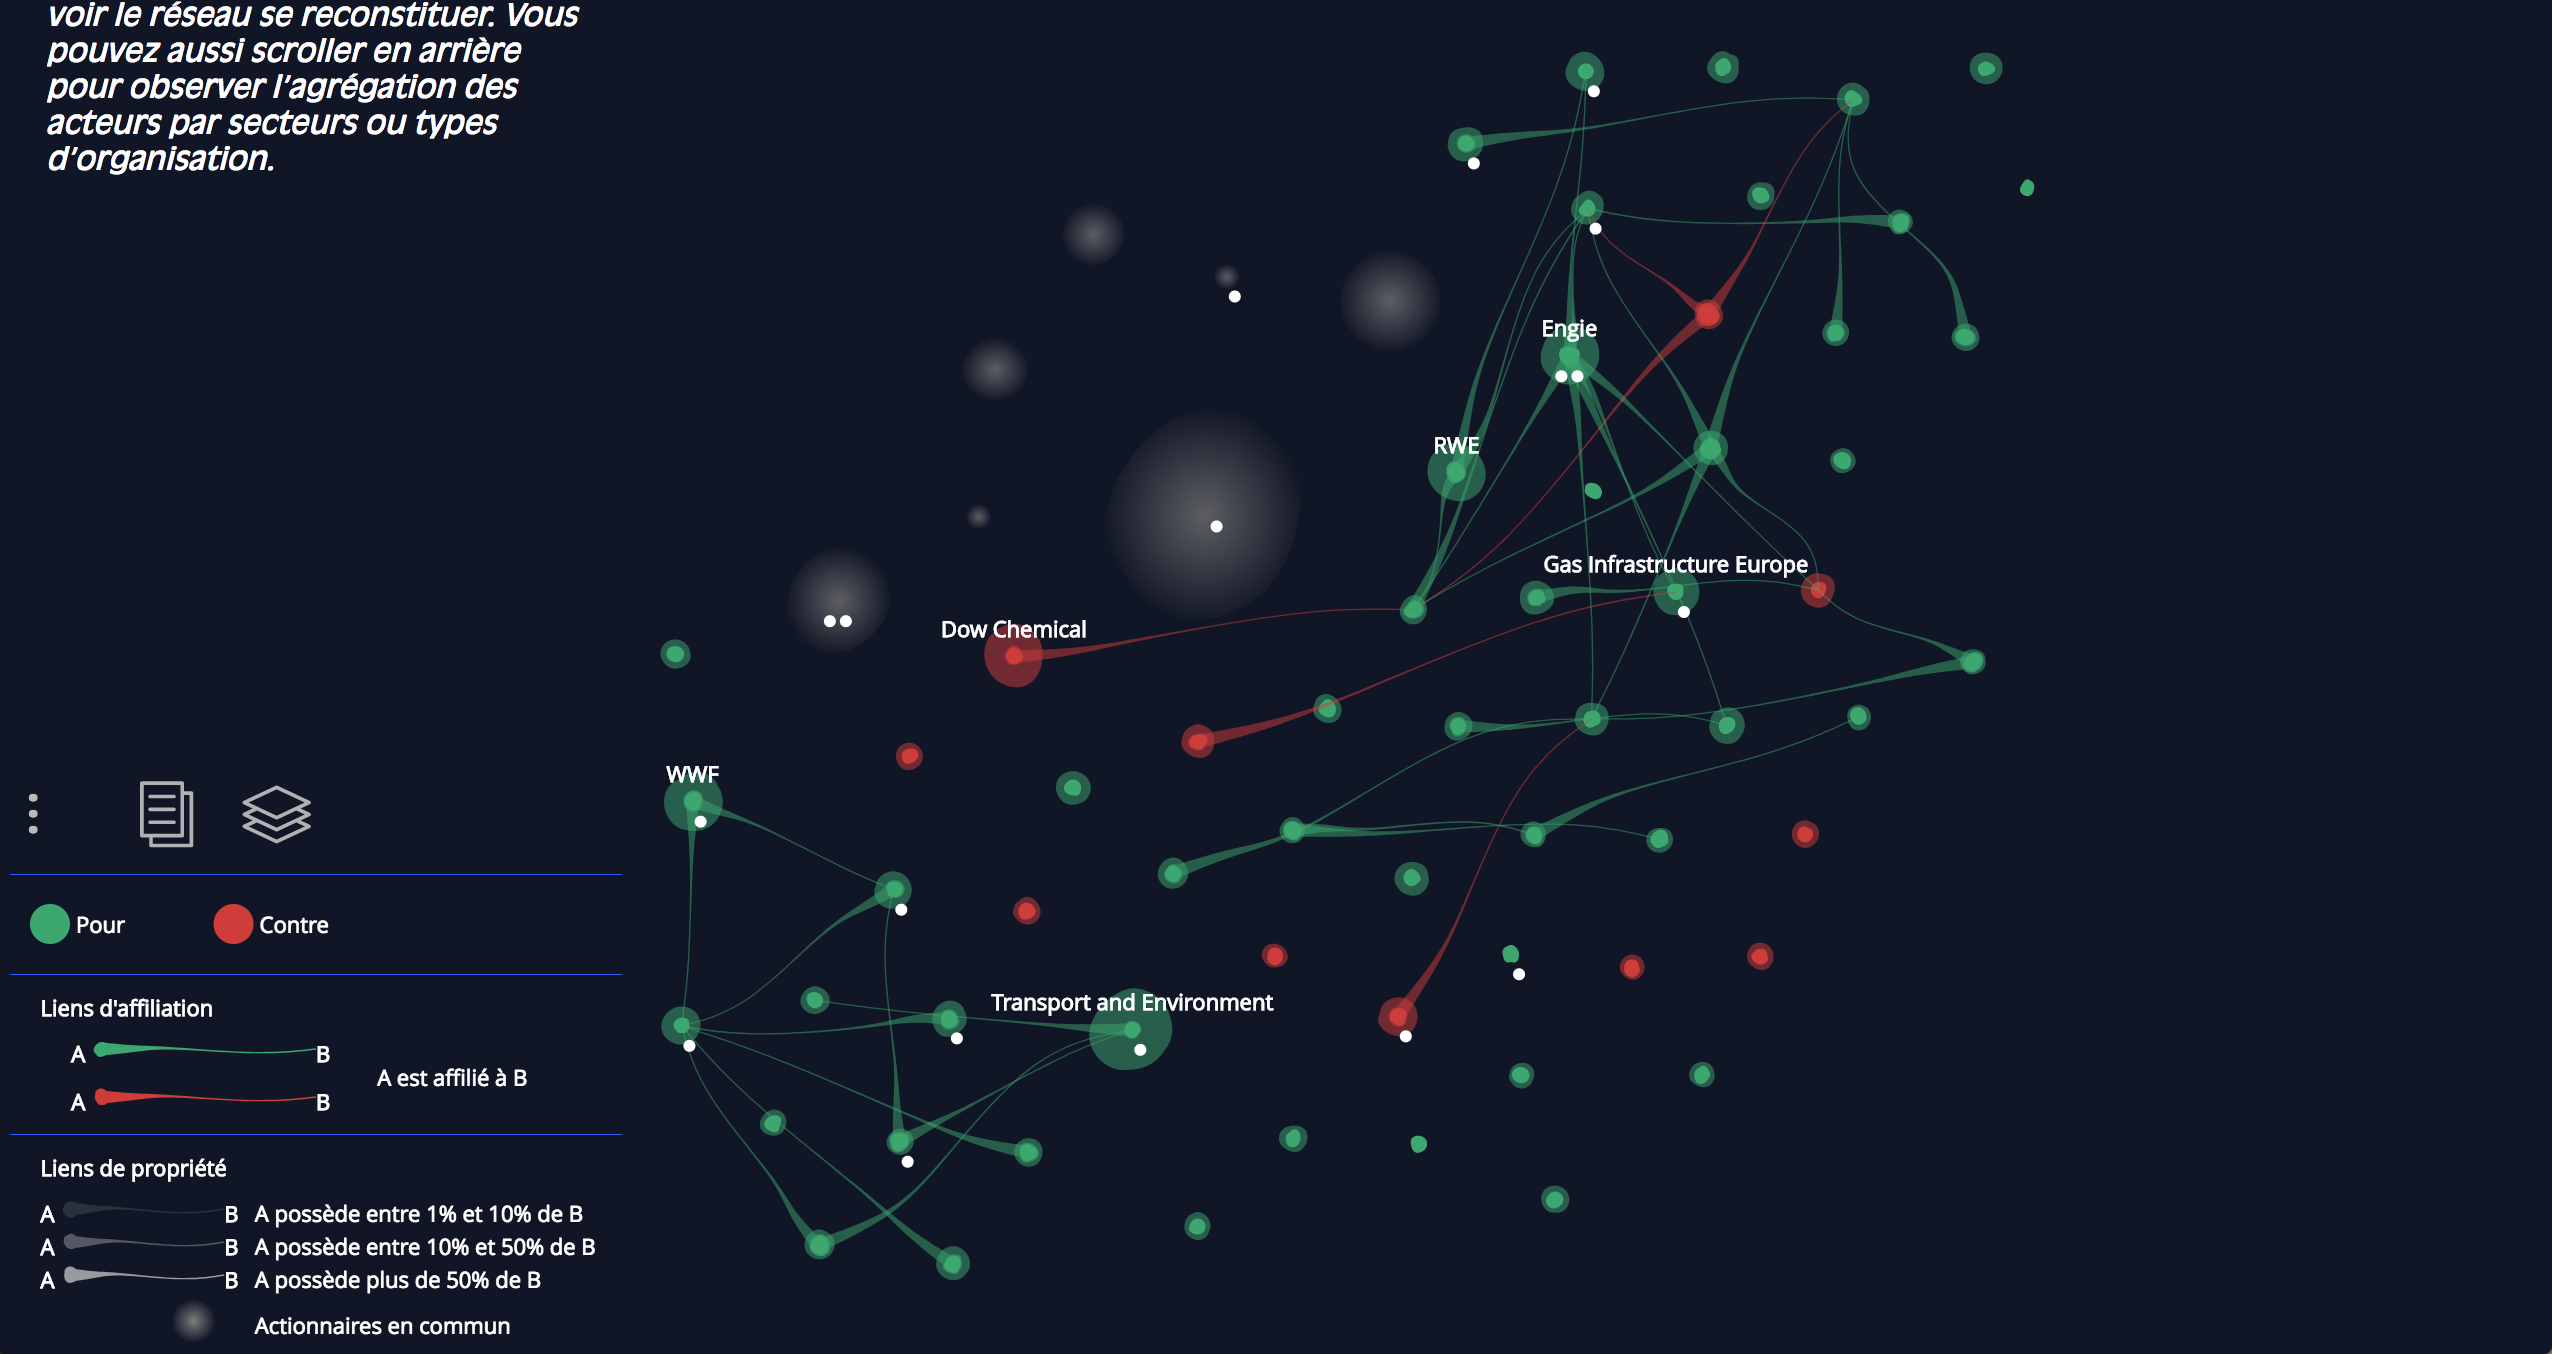 voir le réseau se reconstituer. Vous
pouvez aussi scroller en arrière
pour observer l’agrégation des
acteurs par secteurs ou types
d’organisation.
Engie
RWE
Gas Infrastructure Europe
Dow Chemical
WWF
Transport and Environment
Pour
Contre
Liens d'affiliation
A B
A est affilié à B
A B
Liens de propriété
A B A possède entre 1% et 10% de B
A B A possède entre 10% et 50% de B
A B A possède plus de 50% de B
Actionnaires en commun